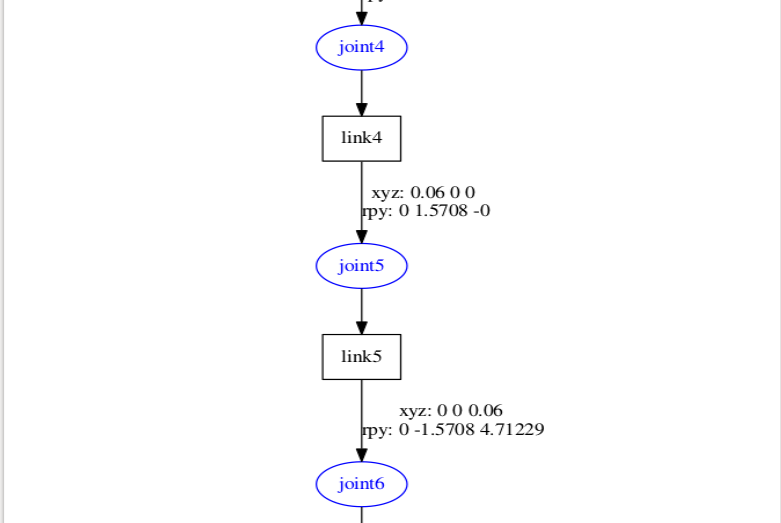 joint4
link4
xyz: 0.06 0 0
rpy: 0 1.5708 -0
joint5
link5
xyz: 0 0 0.06
rpy: 0 -1.5708 4.71229
joint6